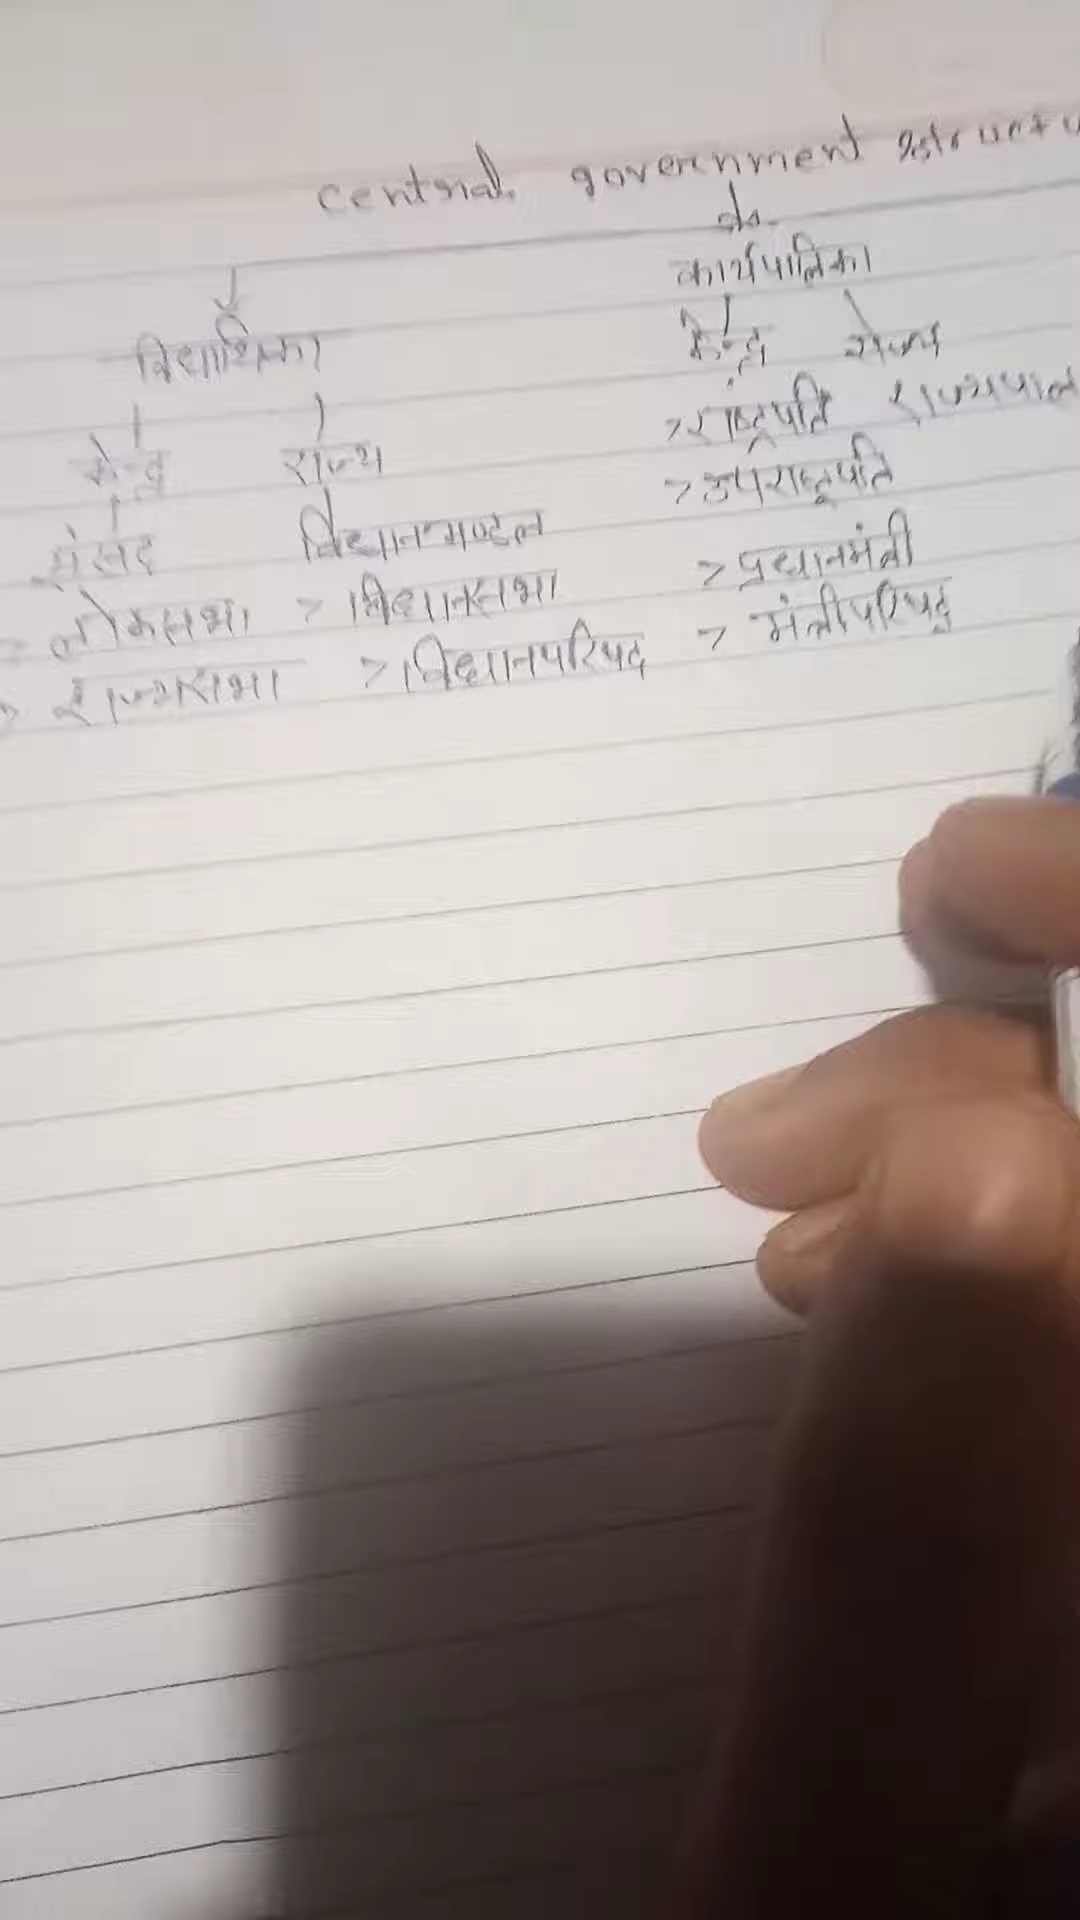 central government structu
कार्यपालिका
विधायिका
केन्द्र राज्य
केन्द्र राज्य
>राष्ट्रपति राज्यपाल
>उपराष्ट्रपति
संसद विधानमण्डल
>प्रधानमंत्री
> लोकसभा > विधानसभा
> मंत्रीपरिषद्
> राज्यसभा > विधानपरिषद